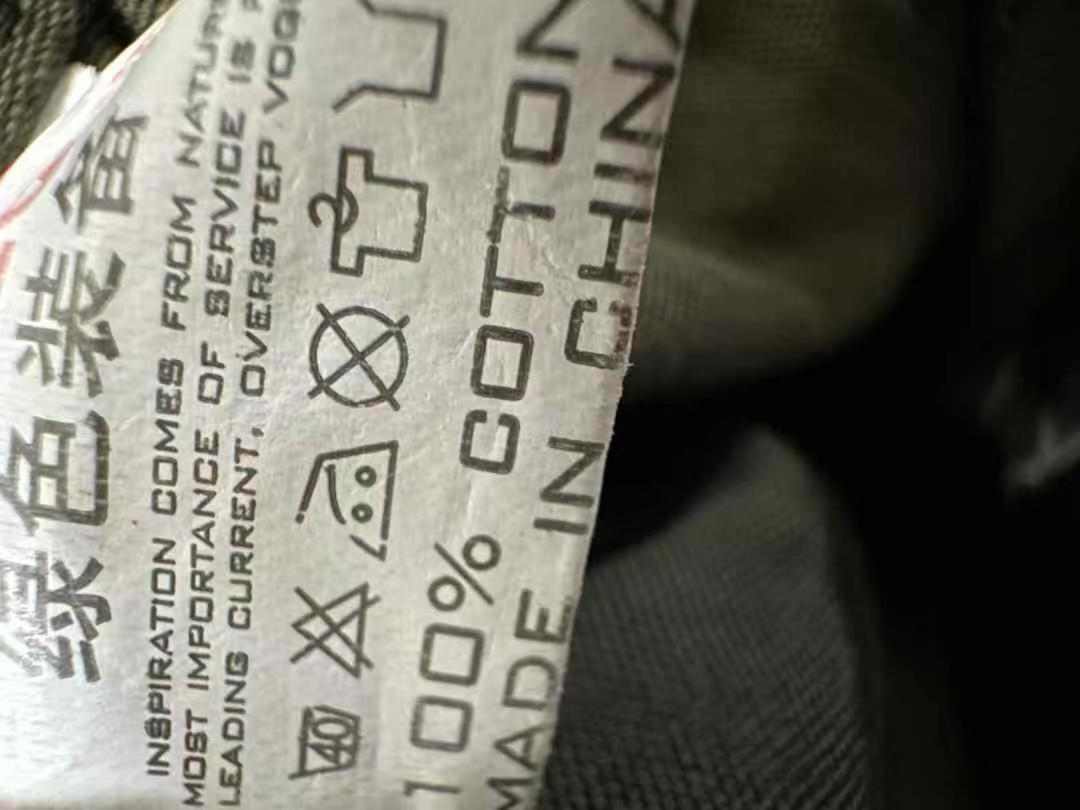 绿色装备
INSPIRATION COMES FROM NATURE
MOST IMPORTANCE OF SERVICE IS
LEADING CURRENT, OVERSTEP
40
100% COTTON
MADE IN CHINA